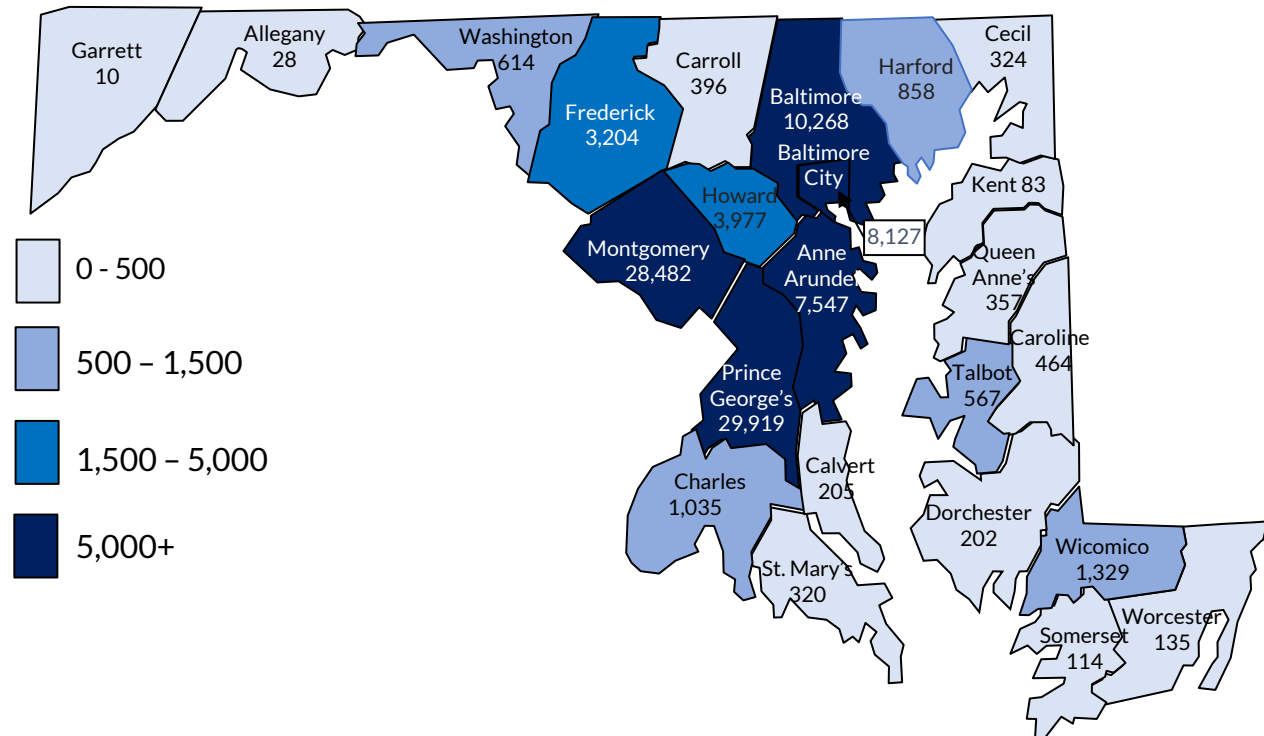 Garrett
10
Allegany
28
Washington
614
Frederick
3,204
Carroll
396
Baltimore
10,268
Baltimore
City
8,127
Harford
858
Cecil
324
Kent 83
Queen
Anne's
357
Caroline
464
Talbot
567
Howard
3,977
Montgomery
28,482
Anne
Arundel
7,547
Prince
George's
29,919
Charles
1,035
Calvert
205
St. Mary's
320
Dorchester
202
Wicomico
1,329
Somerset
114
Worcester
135
0 - 500
500 – 1,500
1,500 – 5,000
5,000+